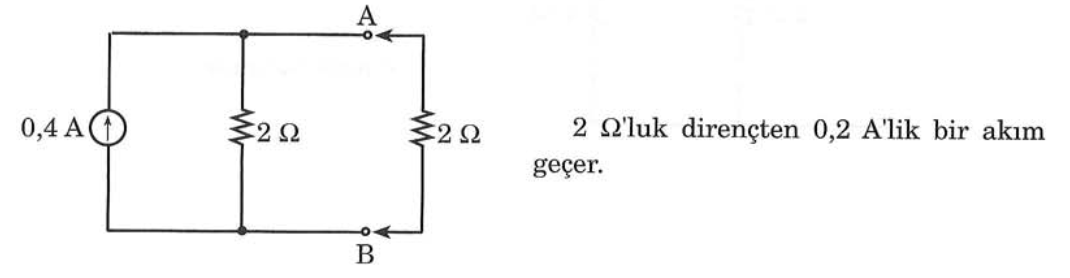 A
0,4 A
2 Ω
2 Ω
2 Ω'luk dirençten 0,2 A'lik bir akım
geçer.
B